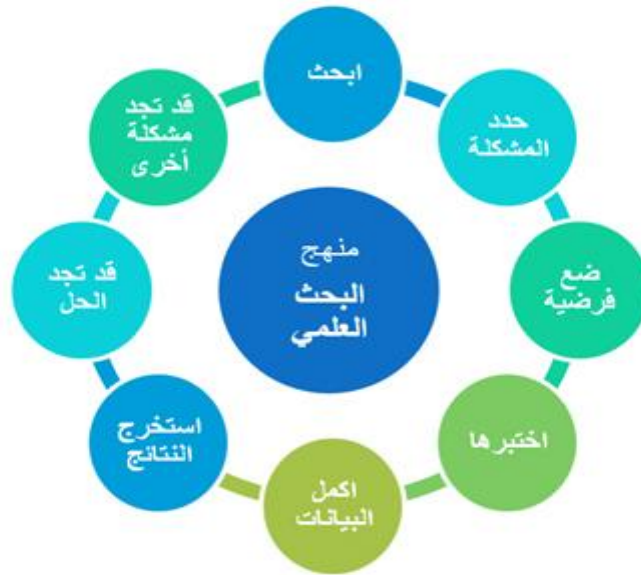 ابحث
حدد
المشكلة
ضع
فرضية
اختبرها
اكمل
البيانات
استخرج
النتائج
قد تجد
الحل
قد تجد
مشكلة
أخرى
منهج
البحث
العلمي